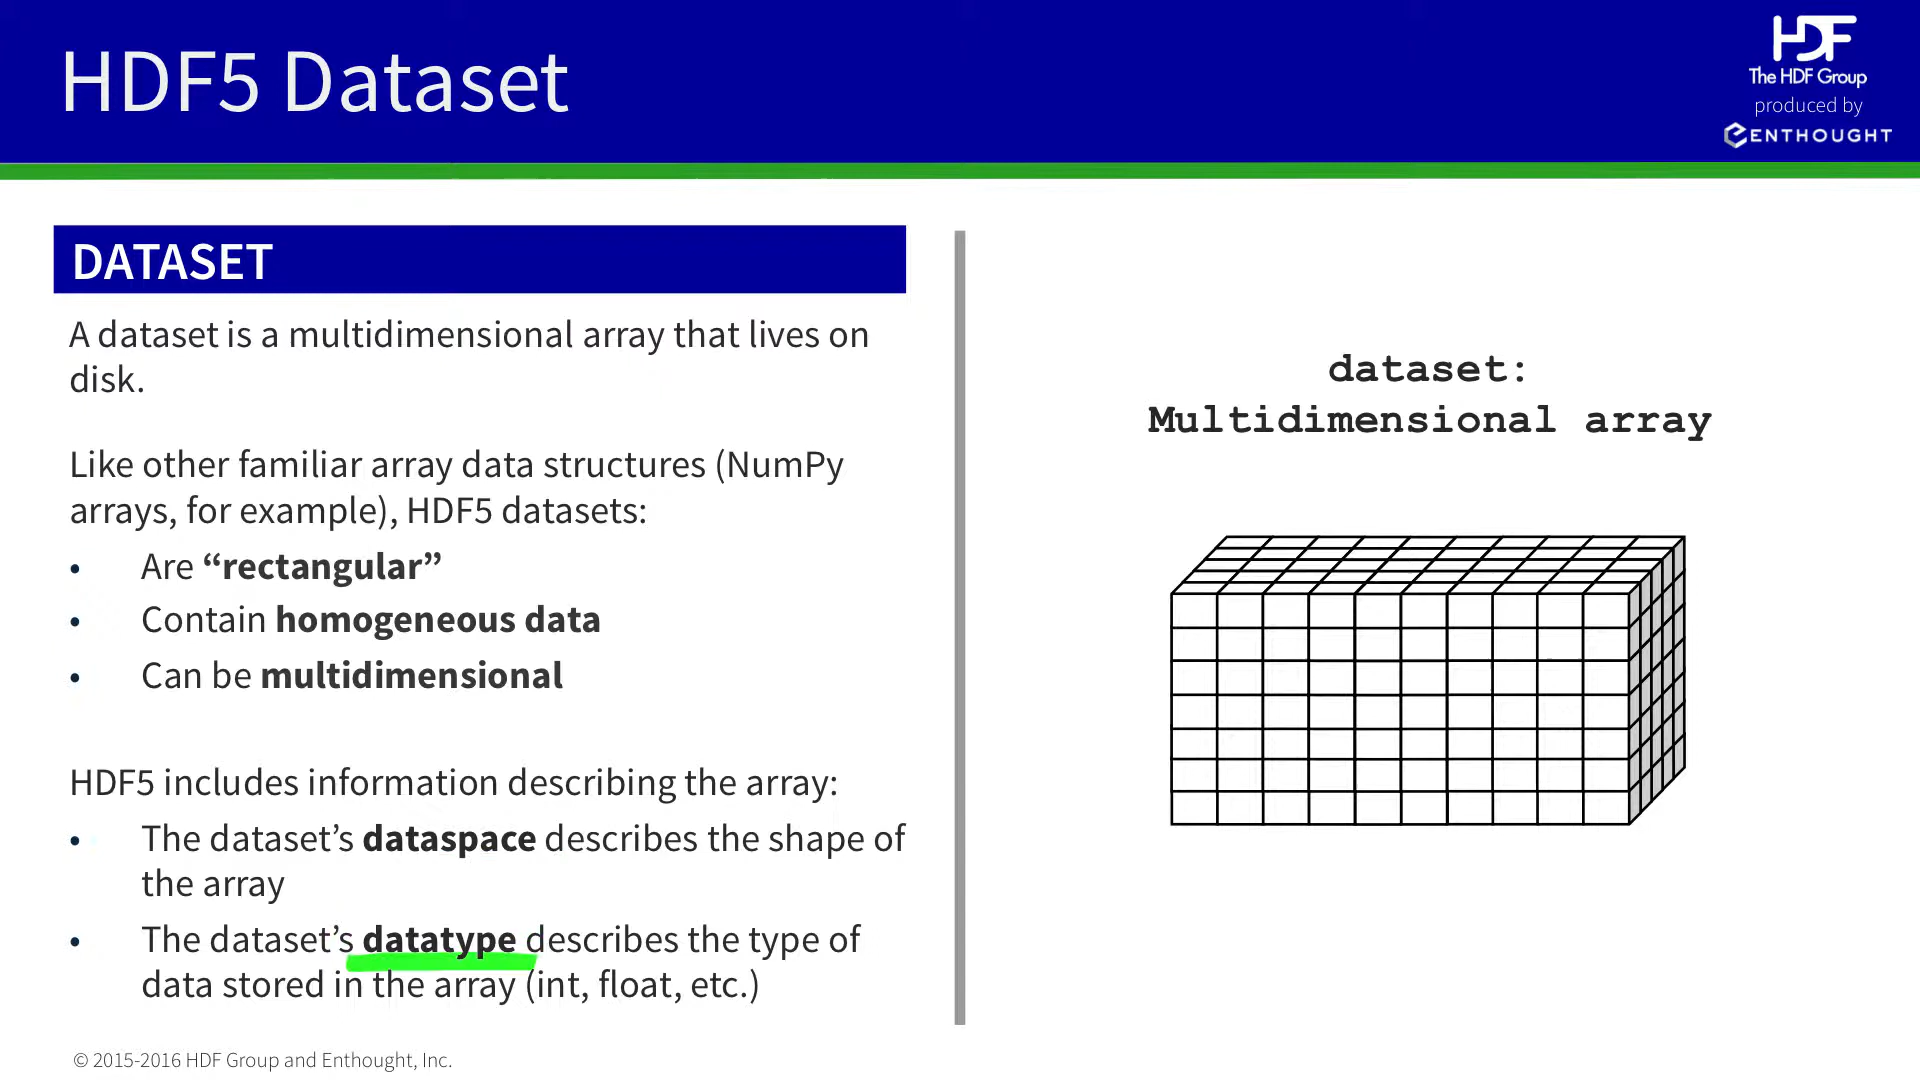 HDF5 Dataset
HDF
The HDF Group
produced by
ENTHOUGHT
DATASET
A dataset is a multidimensional array that lives on
disk.
Like other familiar array data structures (NumPy
arrays, for example), HDF5 datasets:
• Are “rectangular”
• Contain homogeneous data
• Can be multidimensional
HDF5 includes information describing the array:
• The dataset’s dataspace describes the shape of
the array
• The dataset’s datatype describes the type of
data stored in the array (int, float, etc.)
dataset:
Multidimensional array
© 2015-2016 HDF Group and Enthought, Inc.